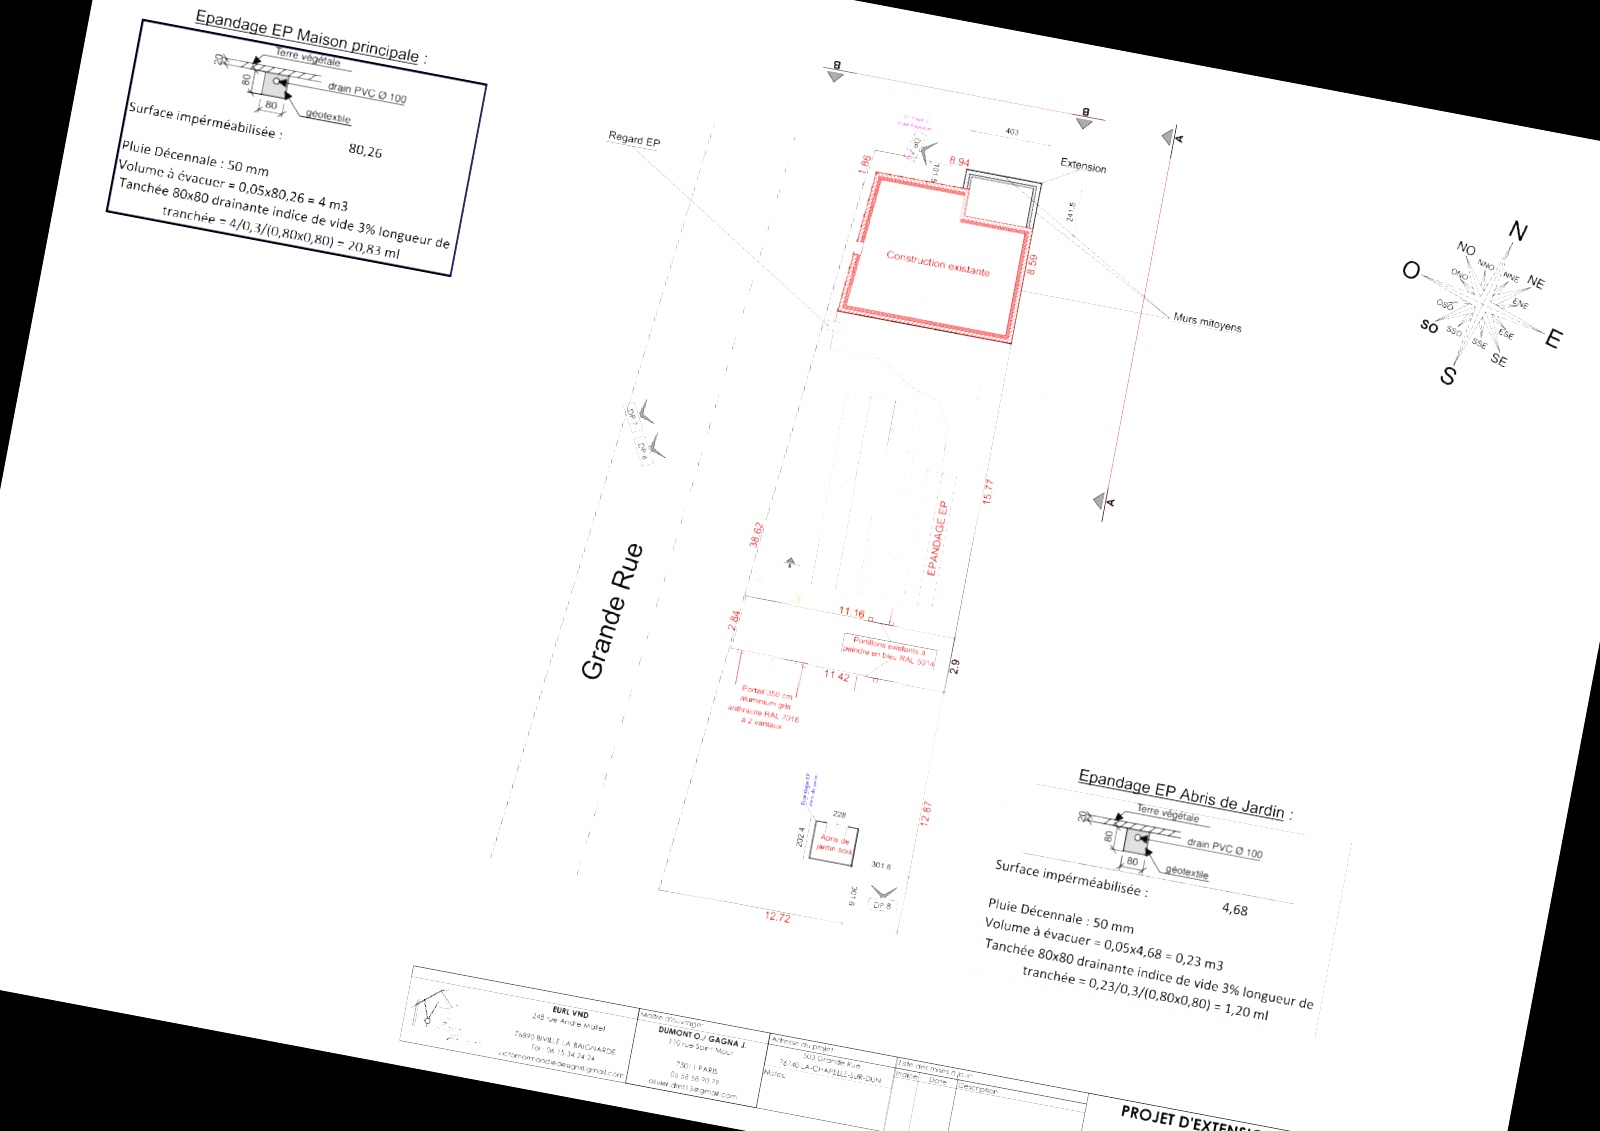 Epandage EP Maison principale :
Terre végétale
20
80
drain PVC Ø 100
80
géotextile
Surface impérméabilisée :
80,26
Pluie Décennale : 50 mm
Volume à évacuer = 0,05x80,26 = 4 m3
Tanchée 80x80 drainante indice de vide 3% longueur de
tranchée = 4/0,3/(0,80x0,80) = 20,83 ml
B
B
A
A
403
Regard EP
1.86
8.94
Extension
241.5
Construction existante
8.59
Murs mitoyens
N
NO
NNO
NNE
NE
O
ONO
ENE
OSO
E
SO
SSO
ESE
SSE
SE
S
DP 7
DP 6
15.77
38.62
EPANDAGE EP
Grande Rue
11.16
2.84
Portillons existants à
peindre en bleu RAL 5014
2.9
11.42
Portail 350 cm
aluminium gris
anthracite RAL 7016
à 2 vantaux
228
202.4
Abris de
jardin bois
12.87
301.6
301.6
DP 8
12.72
Epandage EP Abris de Jardin :
Terre végétale
20
80
drain PVC Ø 100
80
géotextile
Surface impérméabilisée :
4,68
Pluie Décennale : 50 mm
Volume à évacuer = 0,05x4,68 = 0,23 m3
Tanchée 80x80 drainante indice de vide 3% longueur de
tranchée = 0,23/0,3/(0,80x0,80) = 1,20 ml
EURL VND
248 rue André Mallet
76890 BIVILLE LA BAIGNARDE
Tél : 06 15 34 24 24
victornormandiedesign@gmail.com
Maître d'ouvrage:
DUMONT O./ GAGNA J.
110 rue Saint Maur
75011 PARIS
06 58 58 90 79
olivier.dmt13@gmail.com
Adresse du projet
503 Grande Rue
76740 LA-CHAPELLE-SUR-DUN
Notes:
Liste des mises à jour
Indice
Date
Description
PROJET D'EXTENSIO